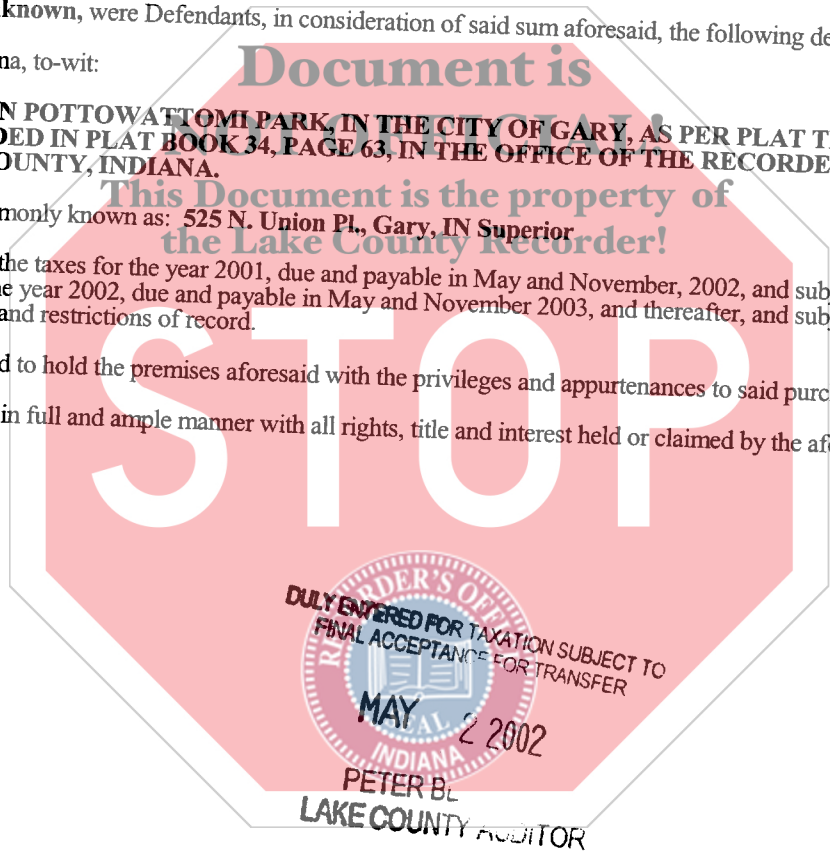 known, were Defendants, in consideration of said sum aforesaid, the following de
na, to-wit:
Document is
N POTTOWATTOMI PARK, IN THE CITY OF GARY, AS PER PLAT T
NOT OFFICIAL!
DED IN PLAT BOOK 34, PAGE 63, IN THE OFFICE OF THE RECORDE
OUNTY, INDIANA.
This Document is the property of
monly known as: 525 N. Union Pl., Gary, IN Superior
the Lake County Recorder!
the taxes for the year 2001, due and payable in May and November, 2002, and sub
e year 2002, due and payable in May and November 2003, and thereafter, and sub
and restrictions of record.
d to hold the premises aforesaid with the privileges and appurtenances to said purc
in full and ample manner with all rights, title and interest held or claimed by the afo
STOP
RECORDER'S OFFICE
DULY ENTERED FOR TAXATION SUBJECT TO
FINAL ACCEPTANCE FOR TRANSFER
MAY 2 2002
SEAL
INDIANA
PETER B
LAKE COUNTY AUDITOR